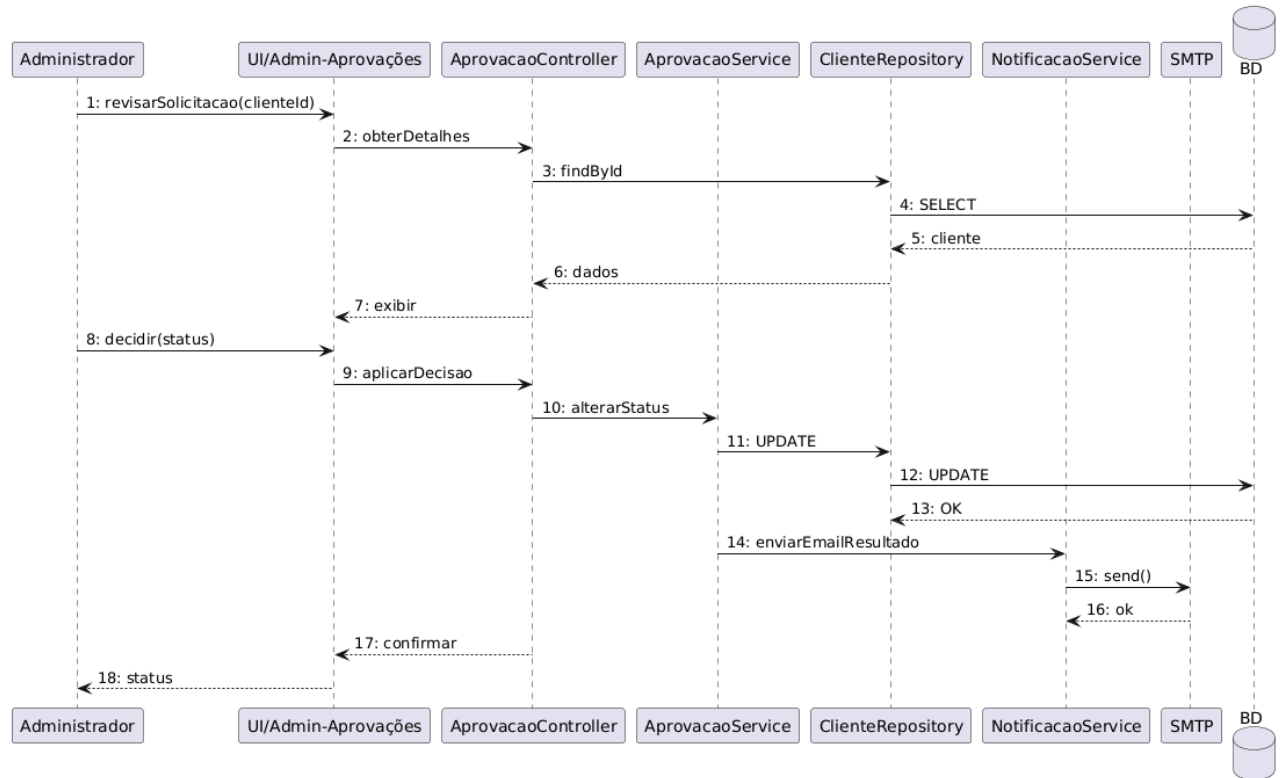 BD
Administrador
UI/Admin-Aprovações
AprovacaoController
AprovacaoService
ClienteRepository
NotificacaoService
SMTP
1: revisarSolicitacao(clienteId)
2: obterDetalhes
3: findById
4: SELECT
5: cliente
6: dados
7: exibir
8: decidir(status)
9: aplicarDecisao
10: alterarStatus
11: UPDATE
12: UPDATE
13: OK
14: enviarEmailResultado
15: send()
16: ok
17: confirmar
18: status
Administrador
UI/Admin-Aprovações
AprovacaoController
AprovacaoService
ClienteRepository
NotificacaoService
SMTP
BD